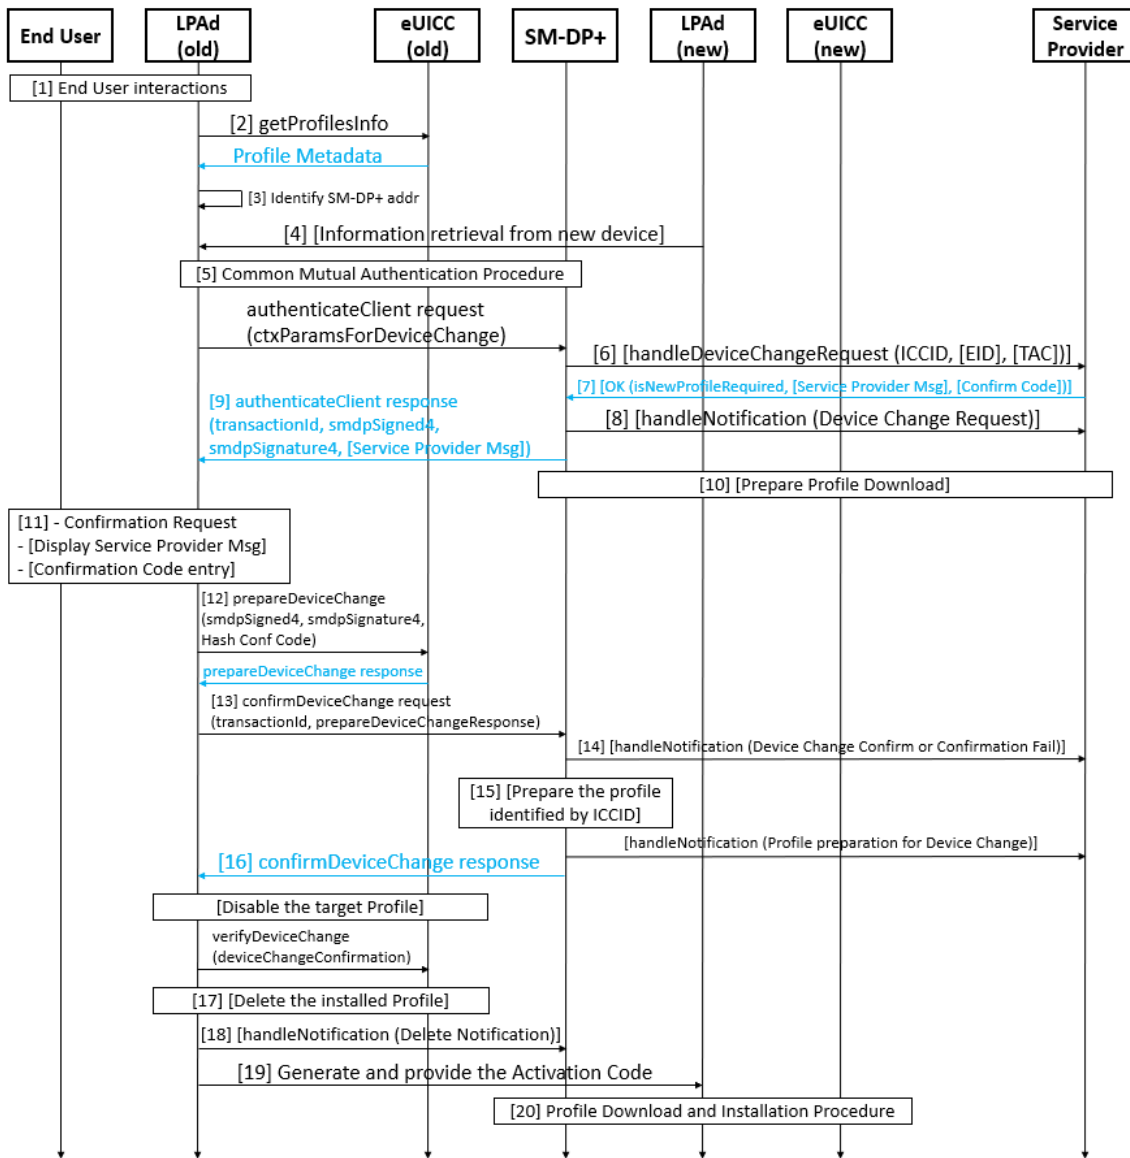 End User
LPAd
(old)
eUICC
(old)
SM-DP+
LPAd
(new)
eUICC
(new)
Service
Provider
[1] End User interactions
[2] getProfilesInfo
Profile Metadata
[3] Identify SM-DP+ addr
[4] [Information retrieval from new device]
[5] Common Mutual Authentication Procedure
authenticateClient request
(ctxParamsForDeviceChange)
[6] [handleDeviceChangeRequest (ICCID, [EID], [TAC])]
[7] [OK (isNewProfileRequired, [Service Provider Msg], [Confirm Code])]
[8] [handleNotification (Device Change Request)]
[9] authenticateClient response
(transactionId, smdpSigned4,
smdpSignature4, [Service Provider Msg])
[10] [Prepare Profile Download]
[11] - Confirmation Request
- [Display Service Provider Msg]
- [Confirmation Code entry]
[12] prepareDeviceChange
(smdpSigned4, smdpSignature4,
Hash Conf Code)
prepareDeviceChange response
[13] confirmDeviceChange request
(transactionId, prepareDeviceChangeResponse)
[14] [handleNotification (Device Change Confirm or Confirmation Fail)]
[15] [Prepare the profile
identified by ICCID]
[handleNotification (Profile preparation for Device Change)]
[16] confirmDeviceChange response
[Disable the target Profile]
verifyDeviceChange
(deviceChangeConfirmation)
[17] [Delete the installed Profile]
[18] [handleNotification (Delete Notification)]
[19] Generate and provide the Activation Code
[20] Profile Download and Installation Procedure